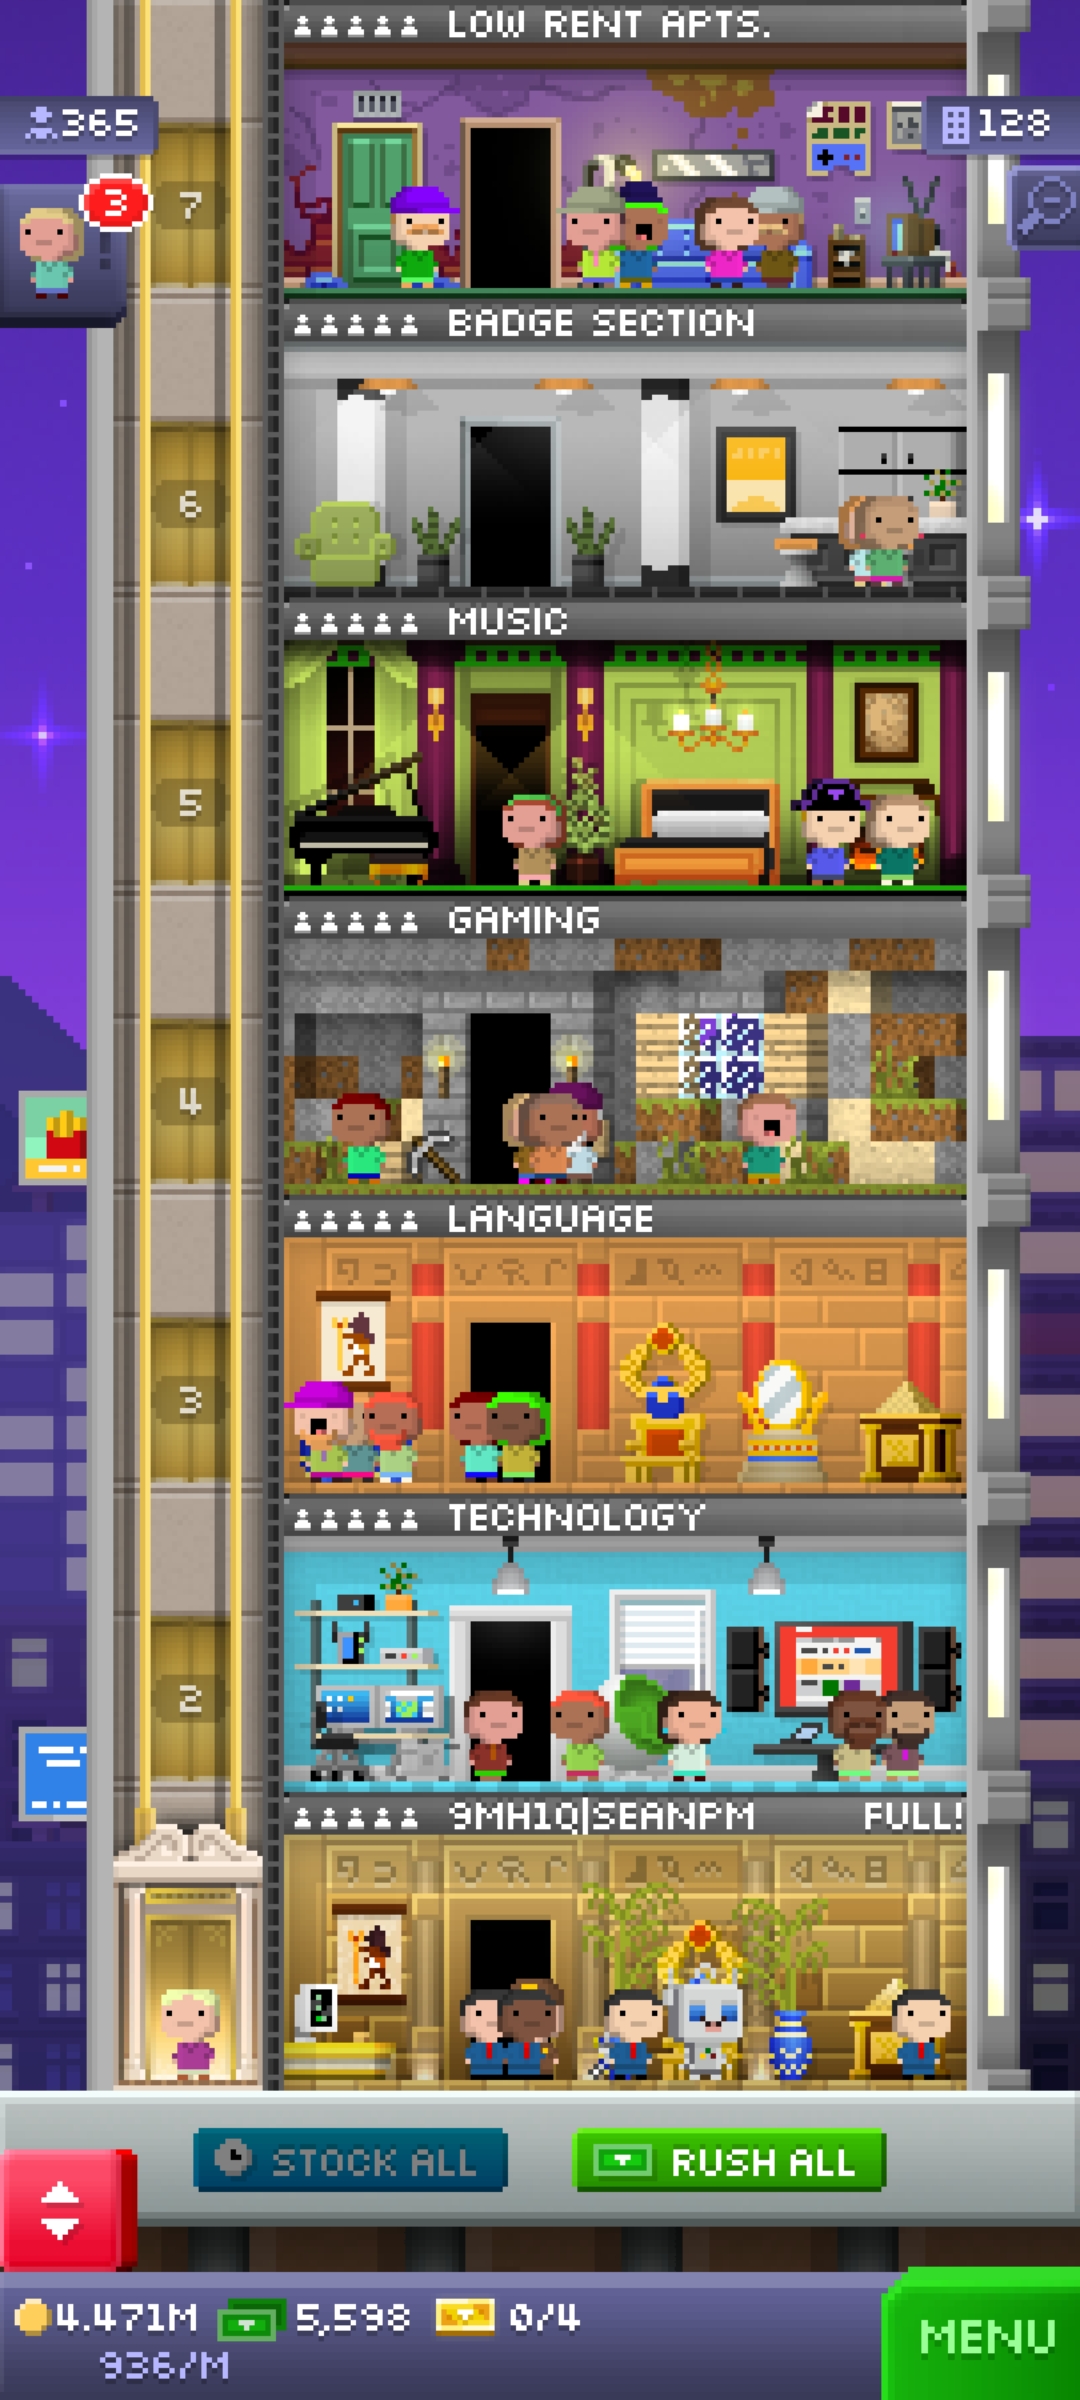 LOW RENT APTS.
365
128
3
7
BADGE SECTION
6
MUSIC
5
GAMING
4
LANGUAGE
3
TECHNOLOGY
2
9MH1Q|SEANPM FULL!
STOCK ALL
RUSH ALL
4.471M 5,598 0/4
936/M
MENU